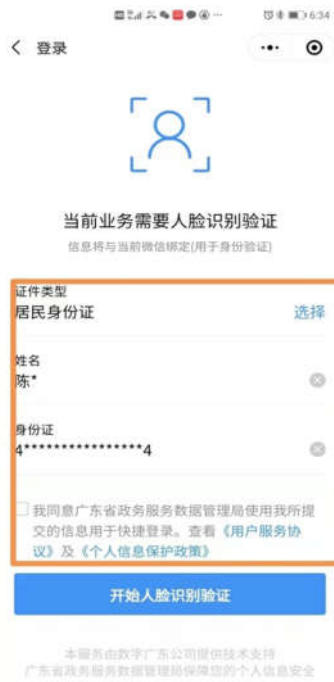 6:34
登录
当前业务需要人脸识别验证
信息将与当前微信绑定(用于身份验证)
证件类型
居民身份证
选择
姓名
陈*
身份证
4****************4
我同意广东省政务服务数据管理局使用我所提
交的信息用于快捷登录。查看《用户服务协
议》及《个人信息保护政策》
开始人脸识别验证
本服务由数字广东公司提供技术支持
广东省政务服务数据管理局保障您的个人信息安全